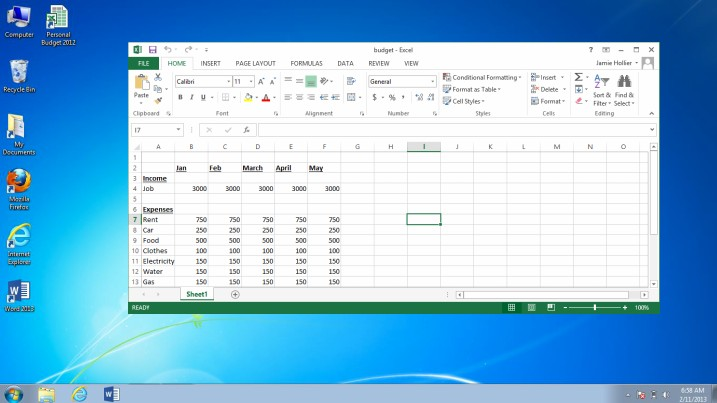 Computer
Personal
Budget 2012
Recycle Bin
My
Documents
Mozilla
Firefox
Internet
Explorer
Word 2013
budget - Excel
FILE HOME INSERT PAGE LAYOUT FORMULAS DATA REVIEW VIEW
Jamie Hollier
Paste
Calibri 11
B I U
General
$ % ,
Conditional Formatting
Format as Table
Cell Styles
Insert
Delete
Format
Sort & Find &
Filter Select
Clipboard Font Alignment Number Styles Cells Editing
I7 fx
A B C D E F G H I J K L M N O
1
2 Jan Feb March April May
3 Income
4 Job 3000 3000 3000 3000 3000
5
6 Expenses
7 Rent 750 750 750 750 750
8 Car 250 250 250 250 250
9 Food 500 500 500 500 500
10 Clothes 100 100 100 100 100
11 Electricity 150 150 150 150 150
12 Water 150 150 150 150 150
13 Gas 150 150 150 150 150
Sheet1
READY 100%
6:58 AM
2/11/2013